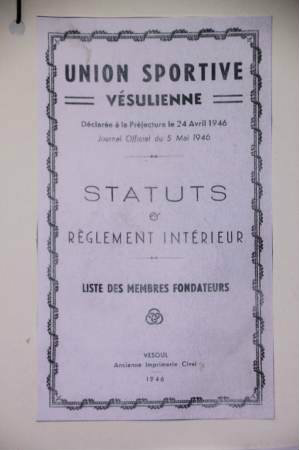 UNION SPORTIVE
VÉSULIENNE
Déclarée à la Préfecture le 24 Avril 1946
Journal Officiel du 5 Mai 1946
STATUTS
&
RÈGLEMENT INTÉRIEUR
LISTE DES MEMBRES FONDATEURS
VESOUL
Ancienne Imprimerie Cival
1946